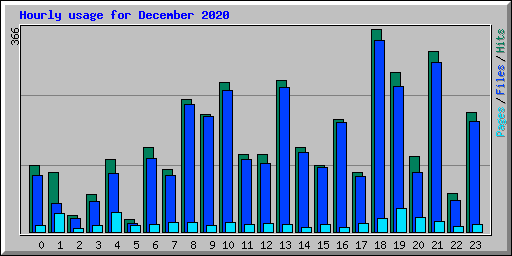 Hourly usage for December 2020
366
Pages/Files/Hits
0 1 2 3 4 5 6 7 8 9 10 11 12 13 14 15 16 17 18 19 20 21 22 23